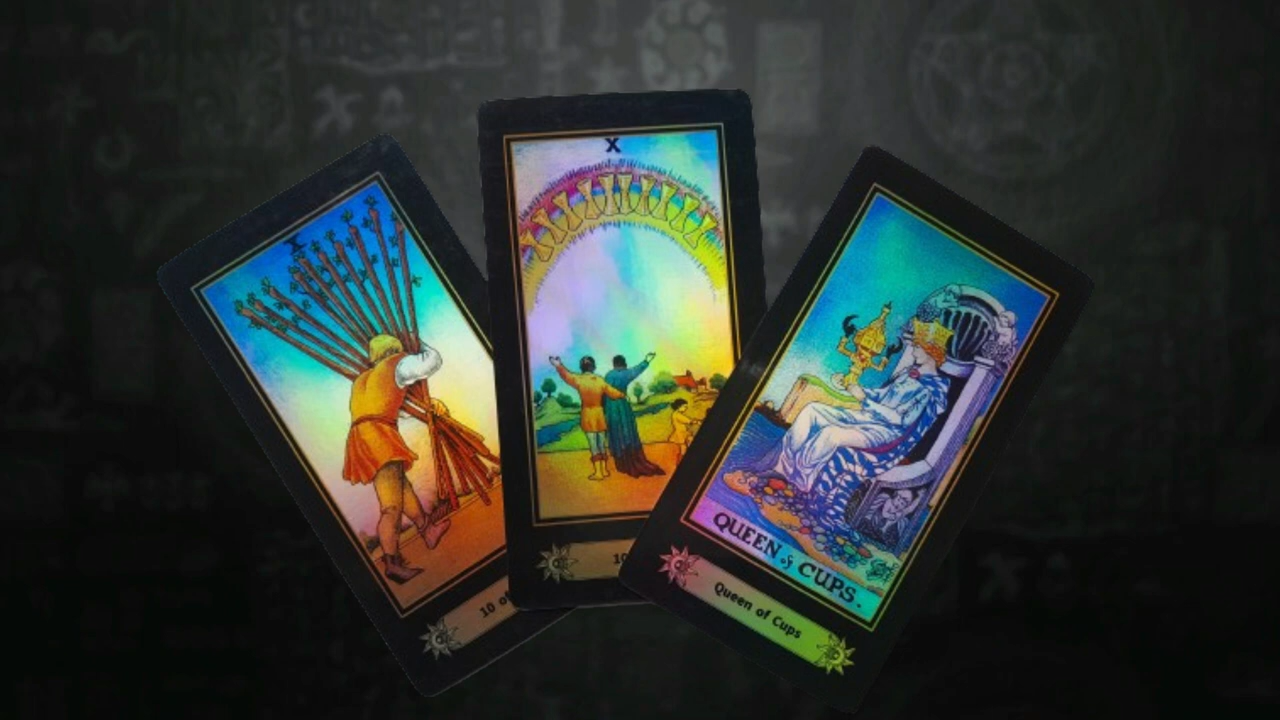 X
10 of
X
10
QUEEN of CUPS.
Queen of Cups